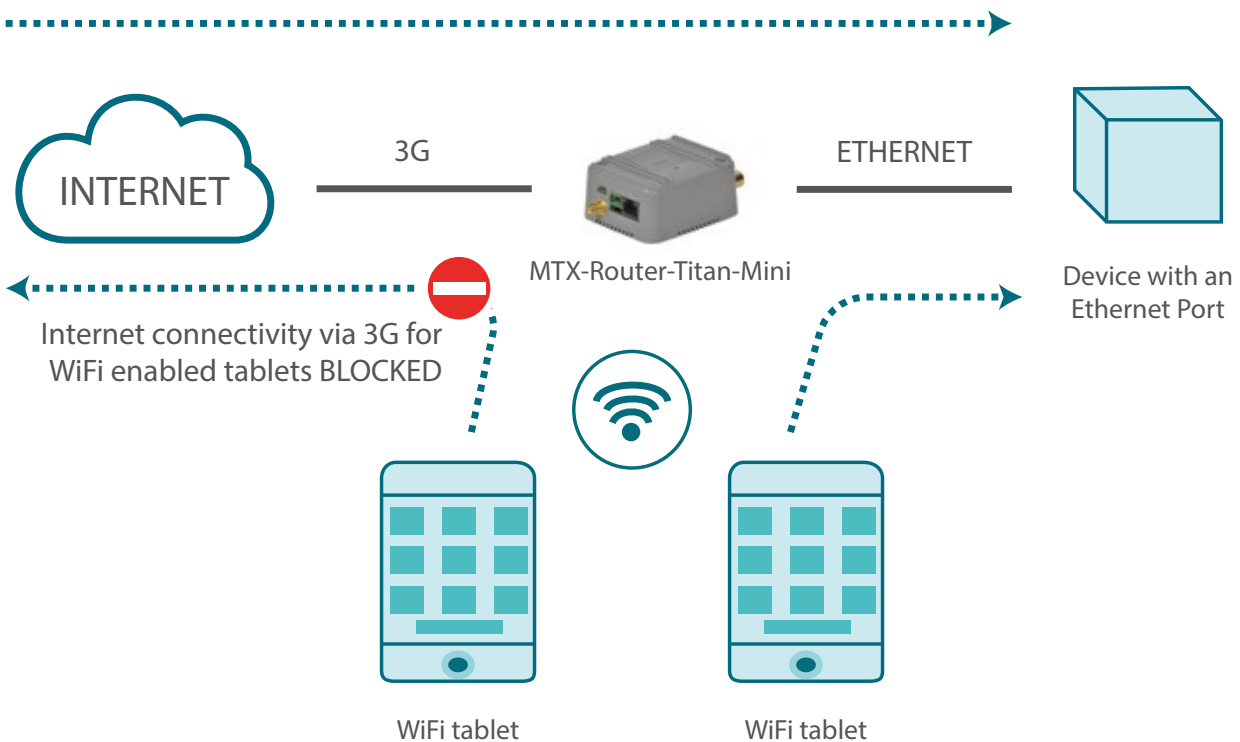 INTERNET
3G
ETHERNET
MTX-Router-Titan-Mini
Device with an
Ethernet Port
Internet connectivity via 3G for
WiFi enabled tablets BLOCKED
WiFi tablet
WiFi tablet